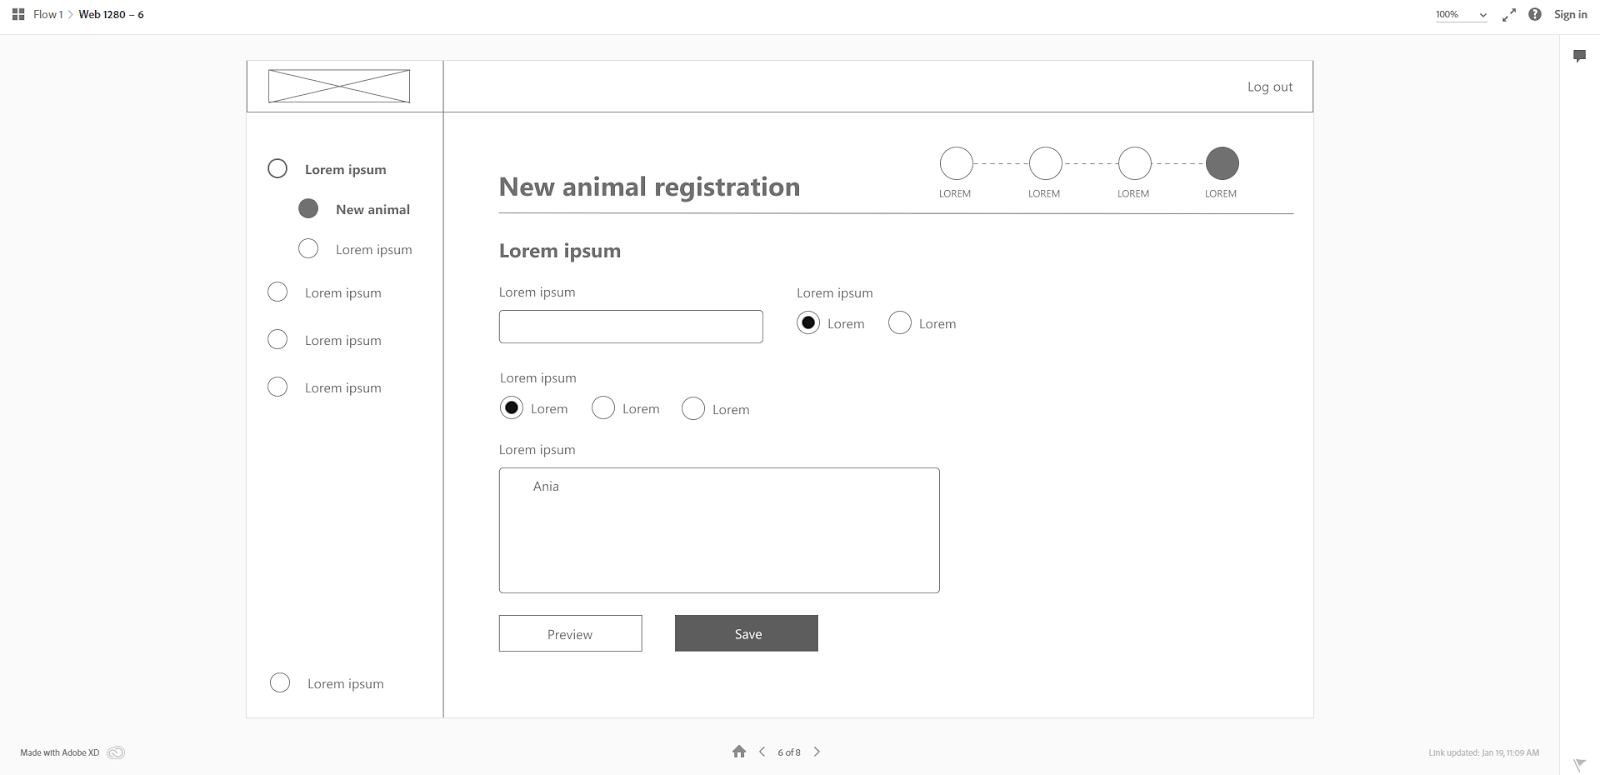 Flow 1 > Web 1280 – 6
100%
Sign in
Log out
Lorem ipsum
New animal
Lorem ipsum
Lorem ipsum
Lorem ipsum
Lorem ipsum
Lorem ipsum
New animal registration
LOREM LOREM LOREM LOREM
Lorem ipsum
Lorem ipsum
Lorem ipsum
Lorem Lorem
Lorem ipsum
Lorem Lorem Lorem
Lorem ipsum
Ania
Preview Save
Made with Adobe XD
6 of 8
Link updated: Jan 19, 11:09 AM